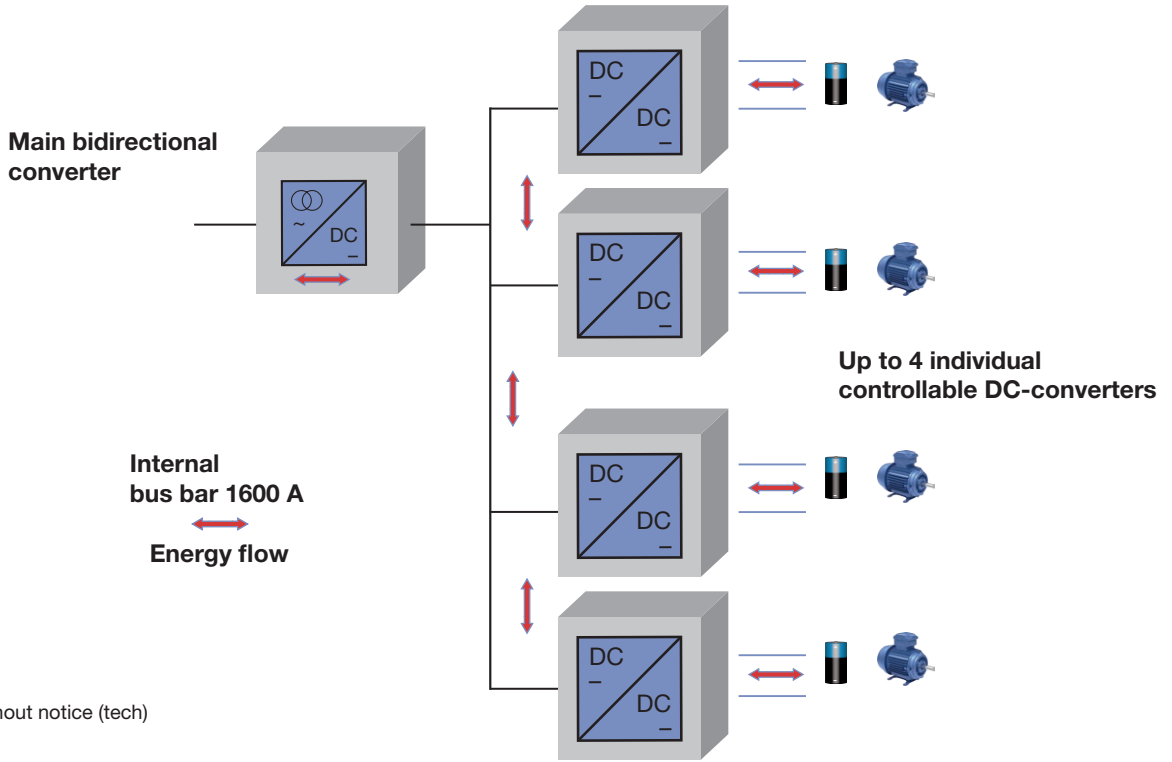 DC
–
DC
–
Main bidirectional
converter
~
DC
–
DC
–
DC
–
Up to 4 individual
controllable DC-converters
DC
–
DC
–
Internal
bus bar 1600 A
Energy flow
DC
–
DC
–
out notice (tech)